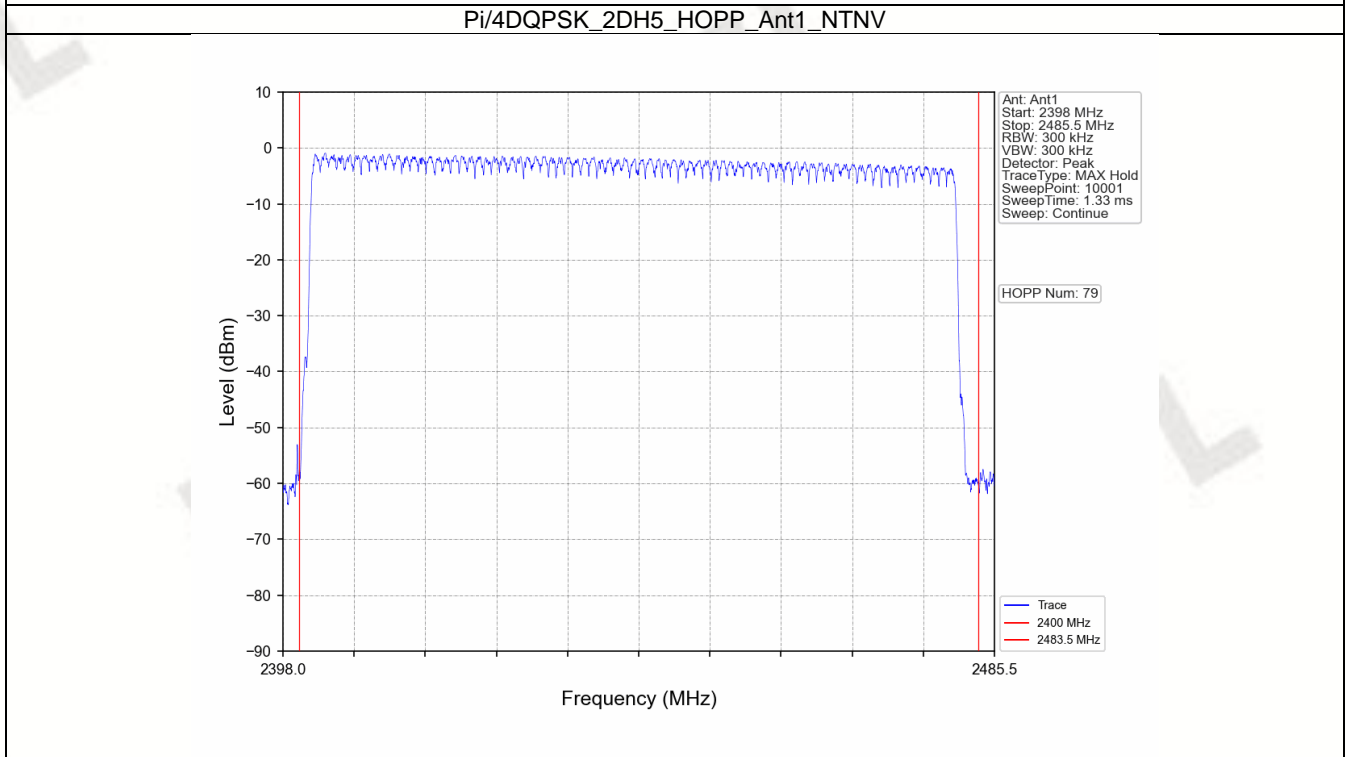 Pi/4DQPSK_2DH5_HOPP_Ant1_NTNV
10
0
−10
−20
−30
−40
−50
−60
−70
−80
−90
Level (dBm)
2398.0
2485.5
Frequency (MHz)
Ant: Ant1
Start: 2398 MHz
Stop: 2485.5 MHz
RBW: 300 kHz
VBW: 300 kHz
Detector: Peak
TraceType: MAX Hold
SweepPoint: 10001
SweepTime: 1.33 ms
Sweep: Continue
HOPP Num: 79
Trace
2400 MHz
2483.5 MHz